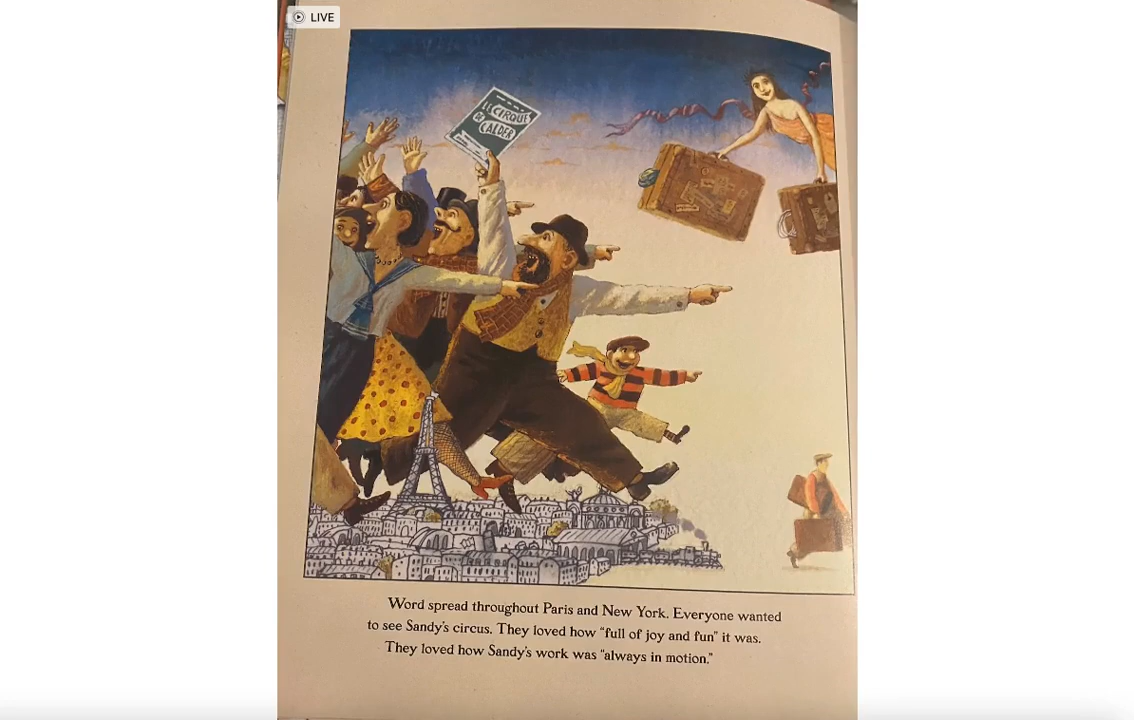 LIVE
LE CIRQUE
DE
CALDER
Word spread throughout Paris and New York. Everyone wanted
to see Sandy's circus. They loved how "full of joy and fun" it was.
They loved how Sandy's work was "always in motion."